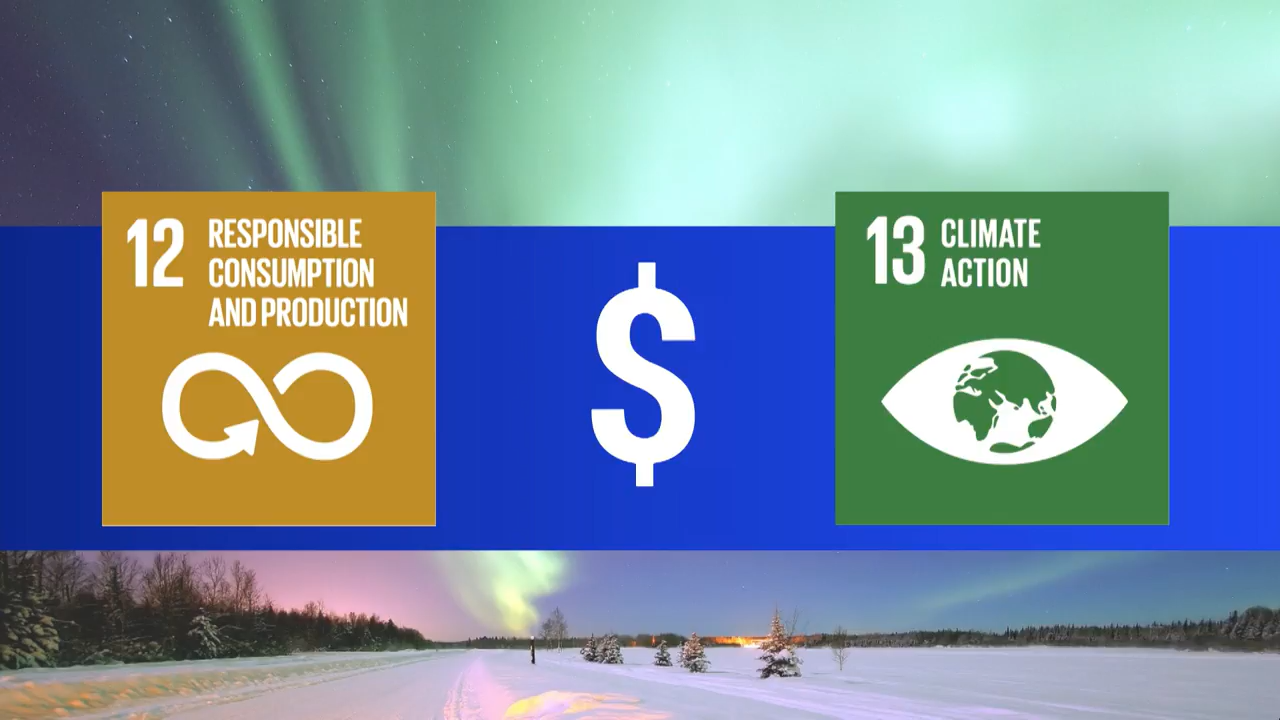 12 RESPONSIBLE
CONSUMPTION
AND PRODUCTION
$
13 CLIMATE
ACTION